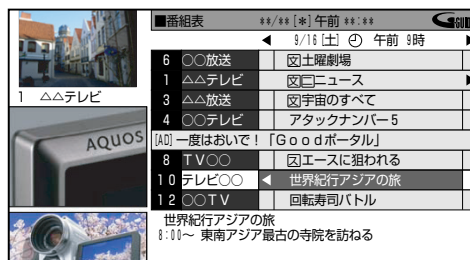 ■番組表 **/**[*]午前 **:** G-GUIDE
◀ 9/16[土] 午前 9時 ▶
1 △△テレビ
AQUOS
6 ○○放送 [文]土曜劇場
1 △△テレビ [文][二]ニュース ▶
3 △△放送 [文]宇宙のすべて
4 ○○テレビ アタックナンバー5
[AD]一度はおいで！「Goodポータル」
8 TV○○ [ス]エースに狙われる
10 テレビ○○ ◀ 世界紀行アジアの旅
12 ○○TV 回転寿司バトル
世界紀行アジアの旅
8:00～ 東南アジア最古の寺院を訪ねる